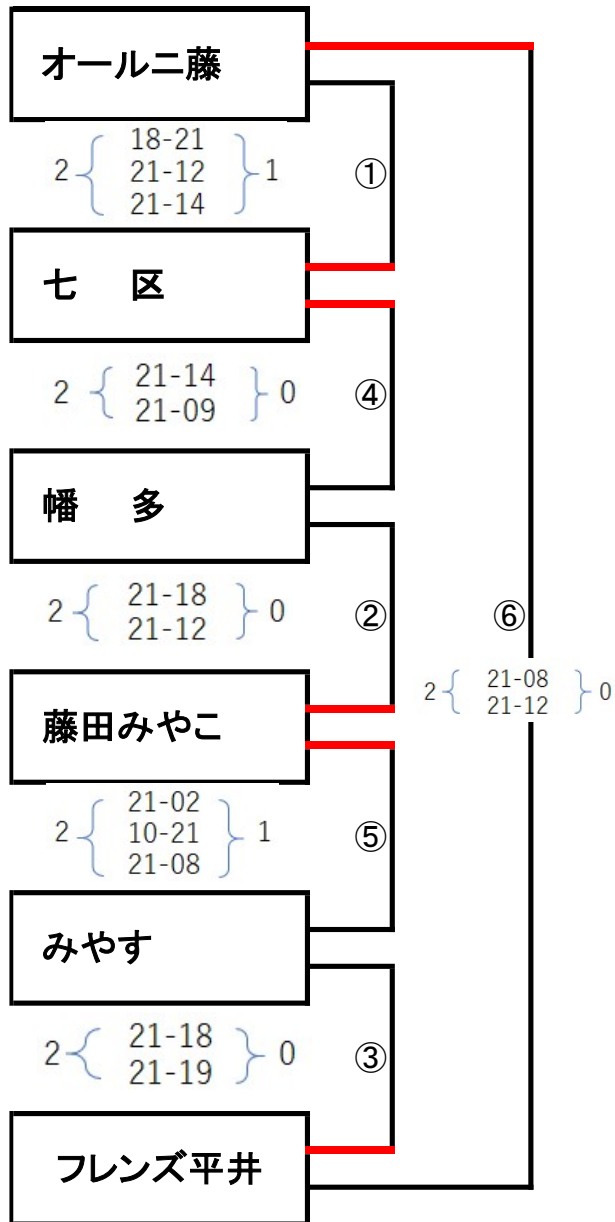 オールニ藤
2 { 18-21 } 1
21-12
21-14
①
七 区
2 { 21-14 } 0
21-09
④
幡 多
2 { 21-18 } 0
21-12
②
⑥
2 { 21-08 } 0
21-12
藤田みやこ
2 { 21-02 } 1
10-21
21-08
⑤
みやす
2 { 21-18 } 0
21-19
③
フレンズ平井